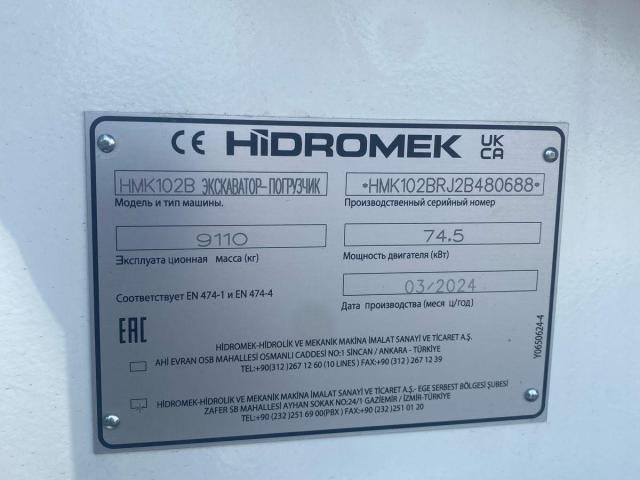 CE HİDROMEK UK CA
HMK102B ЭКСКАВАТОР-ПОГРУЗЧИК
Модель и тип машины.
*HMK102BRJ2B480688*
Производственный серийный номер
9110
Эксплуата ционная масса (кг)
74.5
Мощность двигателя (кВт)
03/2024
Дата производства (меся ц/год)
Соответствует EN 474-1 и EN 474-4
EAC
HİDROMEK-HİDROLİK VE MEKANİK MAKİNA İMALAT SANAYİ VE TİCARET A.Ş.
AHİ EVRAN OSB MAHALLESİ OSMANLI CADDESİ NO:1 SİNCAN / ANKARA - TÜRKİYE
TEL:+90(312 )267 12 60 (10 LINES ) FAX:+90 (312 ) 267 12 39
HİDROMEK-HİDROLİK VE MEKANİK MAKİNA İMALAT SANAYİ VE TİCARET A.Ş.- EGE SERBEST BÖLGESİ ŞUBESİ
ZAFER SB MAHALLESİ AYHAN SOKAK NO:24/1 GAZİEMİR / İZMİR-TÜRKİYE
TEL:+90 (232 )251 69 00(PBX ) FAX:+90 (232 )251 01 20
Y0650624-4